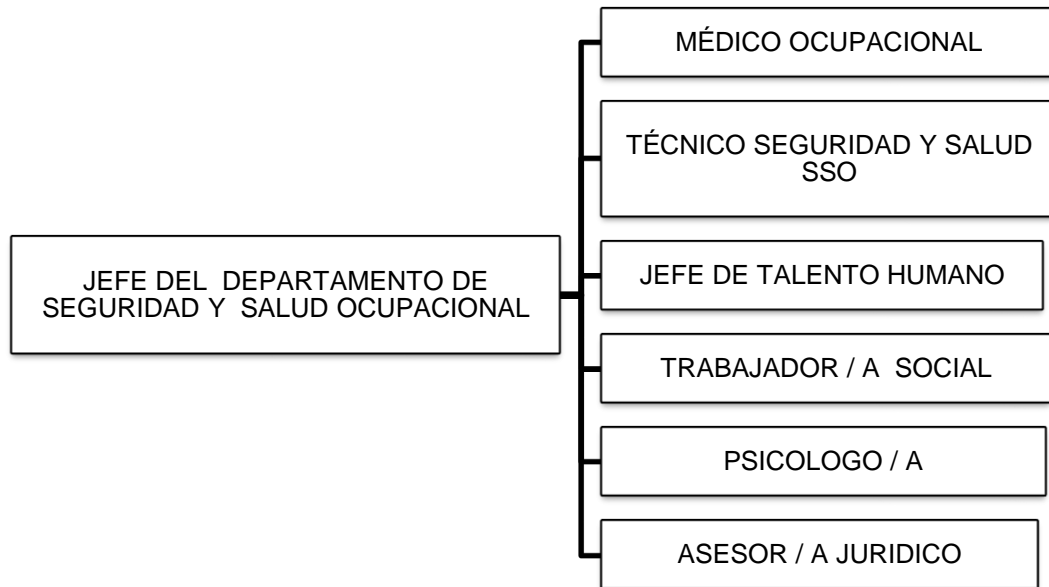 JEFE DEL DEPARTAMENTO DE
SEGURIDAD Y SALUD OCUPACIONAL
MÉDICO OCUPACIONAL
TÉCNICO SEGURIDAD Y SALUD
SSO
JEFE DE TALENTO HUMANO
TRABAJADOR / A SOCIAL
PSICOLOGO / A
ASESOR / A JURIDICO